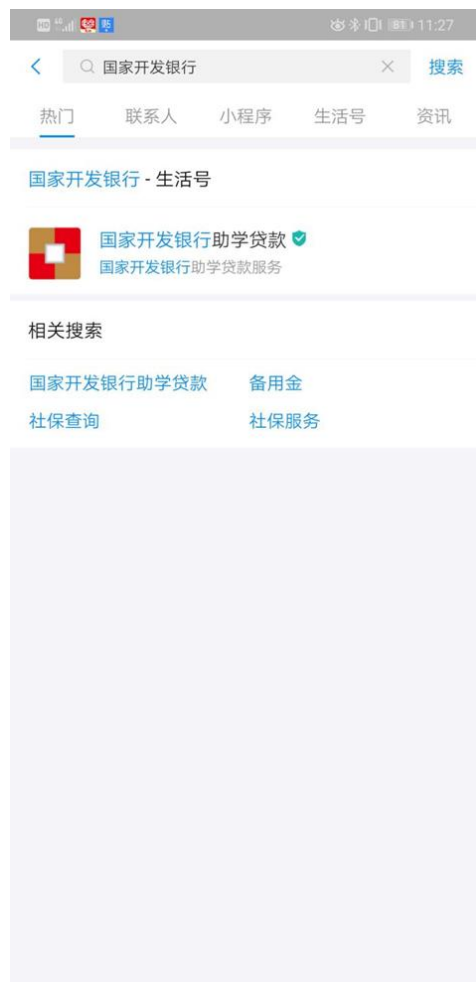 HD 81 11:27
国家开发银行 搜索
热门 联系人 小程序 生活号 资讯
国家开发银行 - 生活号
国家开发银行助学贷款
国家开发银行助学贷款服务
相关搜索
国家开发银行助学贷款 备用金
社保查询 社保服务